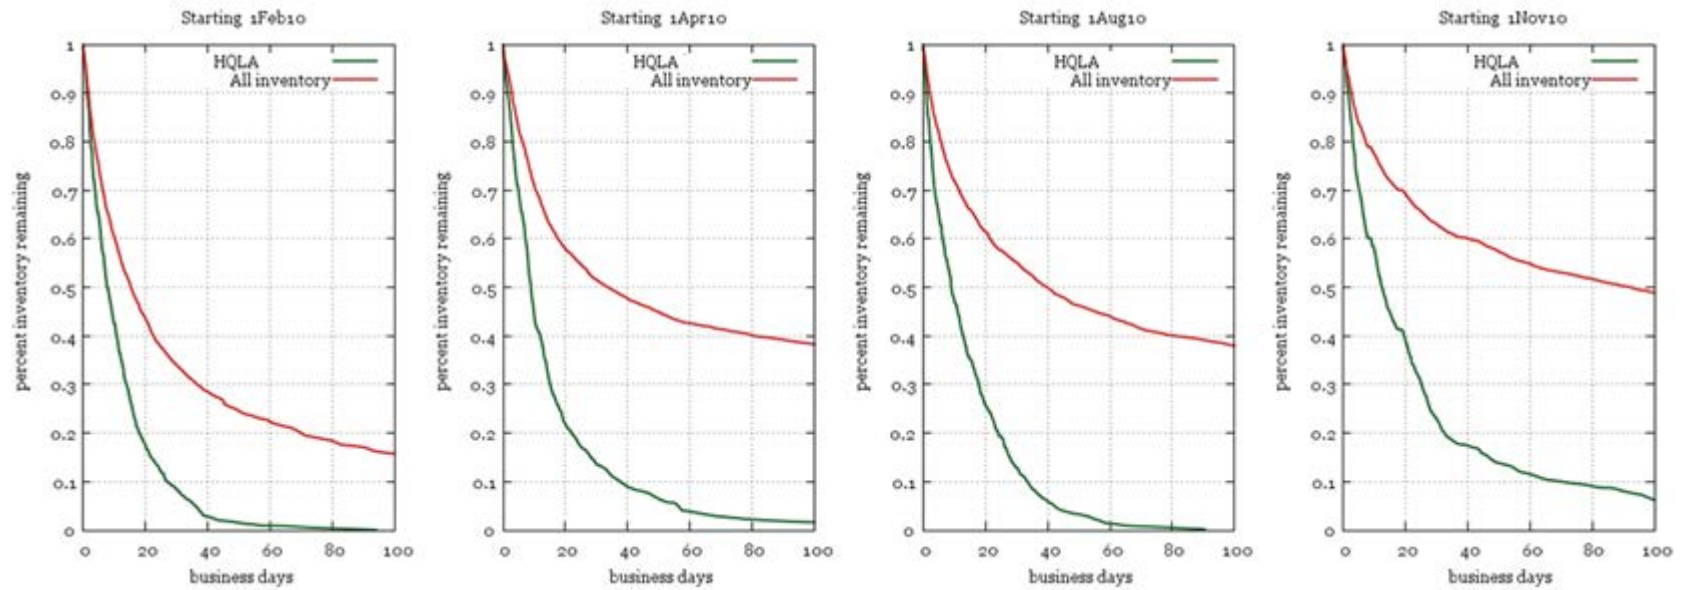 Starting 1Feb10
HQLA
All inventory
1
0.9
0.8
0.7
0.6
0.5
0.4
0.3
0.2
0.1
0
percent inventory remaining
0 20 40 60 80 100
business days
Starting 1Apr10
HQLA
All inventory
1
0.9
0.8
0.7
0.6
0.5
0.4
0.3
0.2
0.1
0
percent inventory remaining
0 20 40 60 80 100
business days
Starting 1Aug10
HQLA
All inventory
1
0.9
0.8
0.7
0.6
0.5
0.4
0.3
0.2
0.1
0
percent inventory remaining
0 20 40 60 80 100
business days
Starting 1Nov10
HQLA
All inventory
1
0.9
0.8
0.7
0.6
0.5
0.4
0.3
0.2
0.1
0
percent inventory remaining
0 20 40 60 80 100
business days